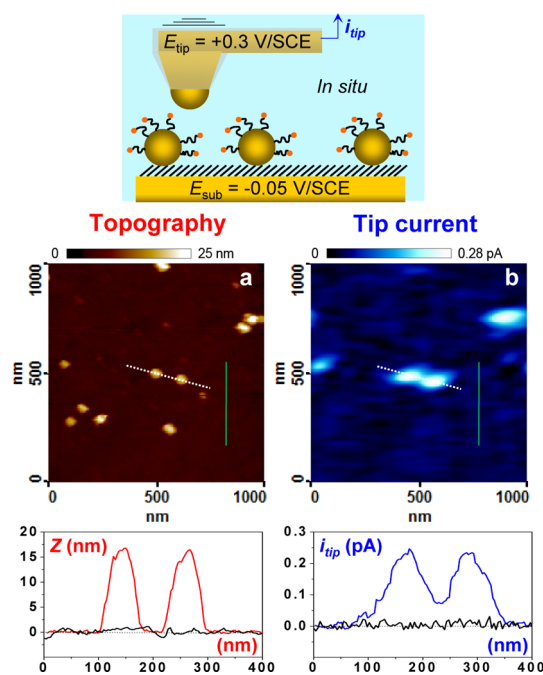 i_tip
E_tip = +0.3 V/SCE
In situ
E_sub = -0.05 V/SCE
Topography
Tip current
0 25 nm
0 0.28 pA
a
b
1000
500
0
nm
0 500 1000
nm
1000
500
0
nm
0 500 1000
nm
Z (nm)
20
15
10
5
0
0 100 200 300 400
(nm)
i_tip (pA)
0.3
0.2
0.1
0.0
0 100 200 300 400
(nm)